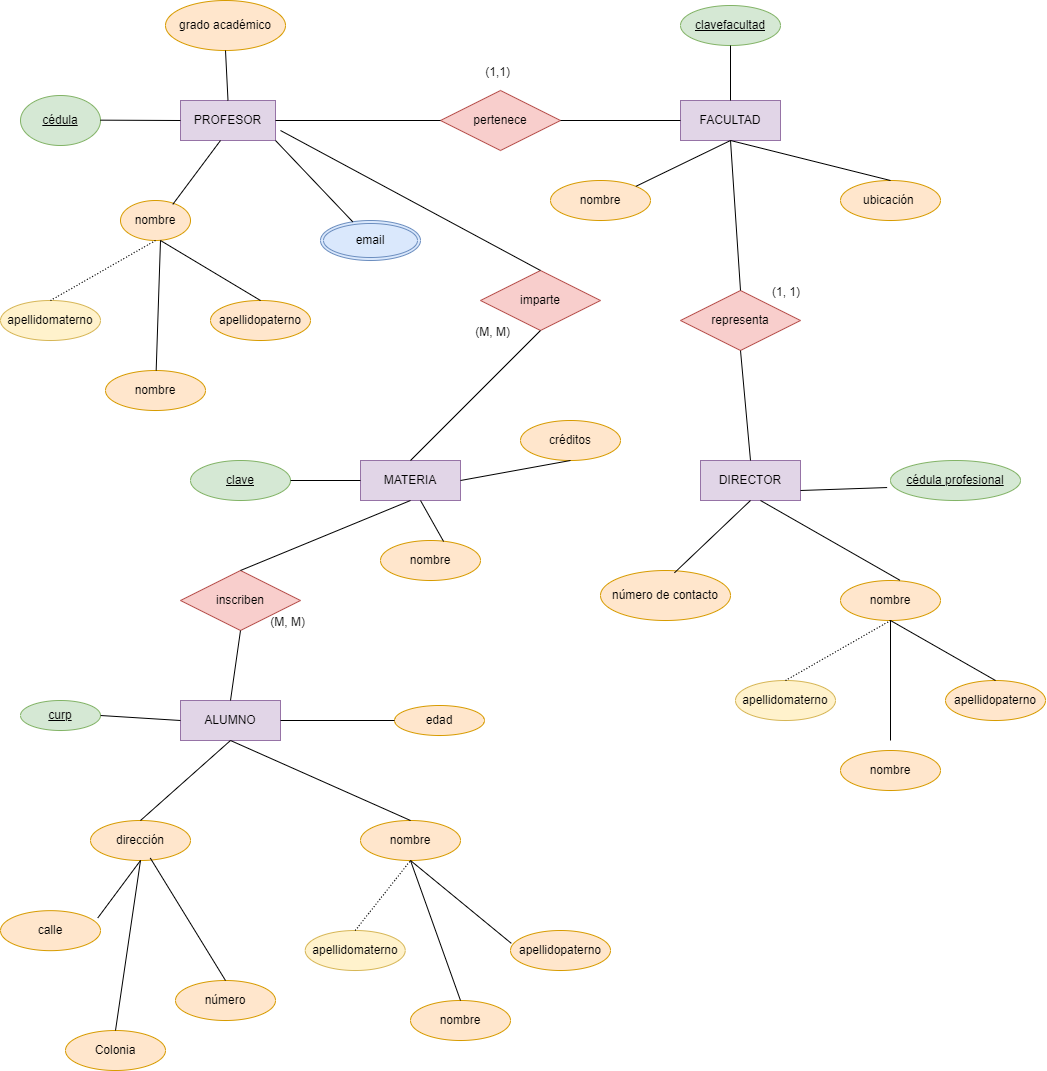 grado académico
clavefacultad
(1,1)
cédula
PROFESOR
pertenece
FACULTAD
nombre
email
nombre
ubicación
apellidomaterno
apellidopaterno
imparte
(1, 1)
representa
(M, M)
nombre
créditos
clave
MATERIA
DIRECTOR
cédula profesional
nombre
inscriben
(M, M)
número de contacto
nombre
apellidomaterno
apellidopaterno
curp
ALUMNO
edad
nombre
dirección
nombre
calle
apellidomaterno
apellidopaterno
número
nombre
Colonia